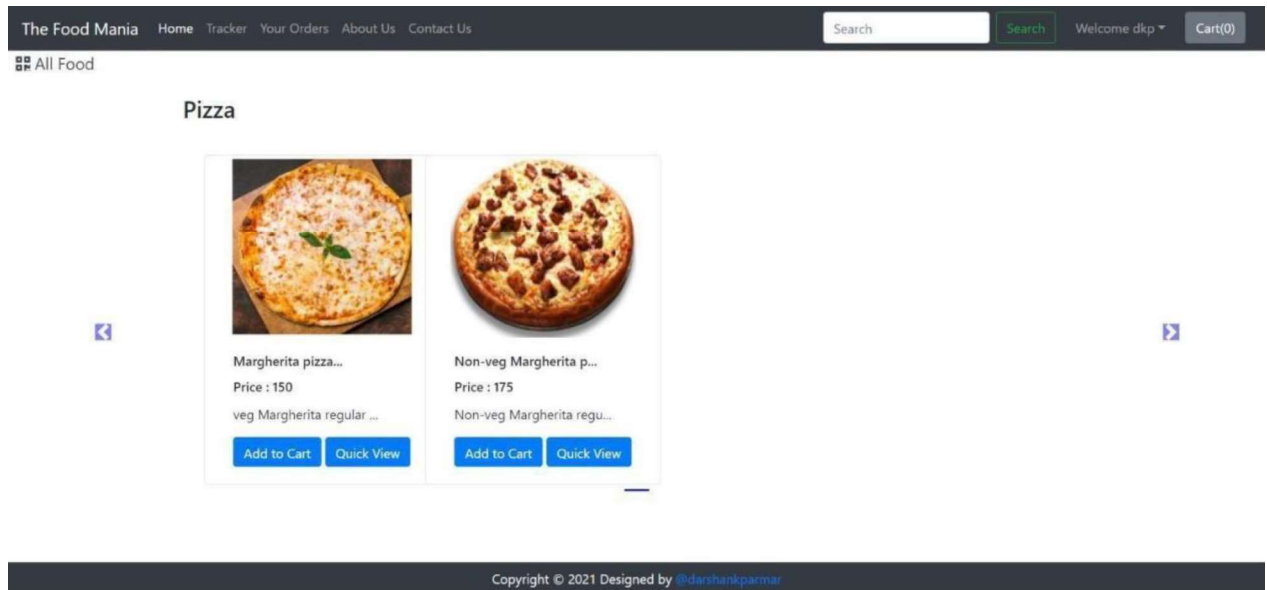 The Food Mania Home Tracker Your Orders About Us Contact Us Search Search Welcome dkp Cart(0)
All Food
Pizza
Margherita pizza...
Price : 150
veg Margherita regular ...
Add to Cart Quick View
Non-veg Margherita p...
Price : 175
Non-veg Margherita regu...
Add to Cart Quick View
Copyright © 2021 Designed by @darshankparmar